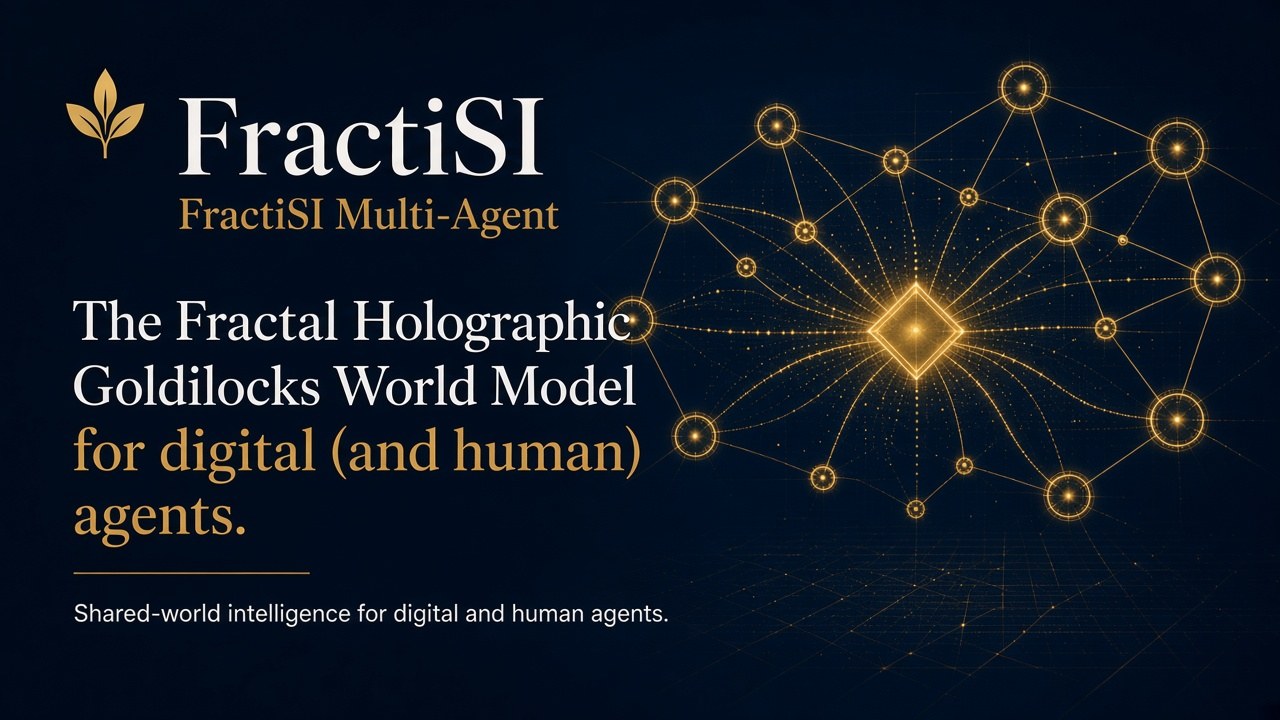 FractiSI
FractiSI Multi-Agent
The Fractal Holographic
Goldilocks World Model
for digital (and human)
agents.
Shared-world intelligence for digital and human agents.